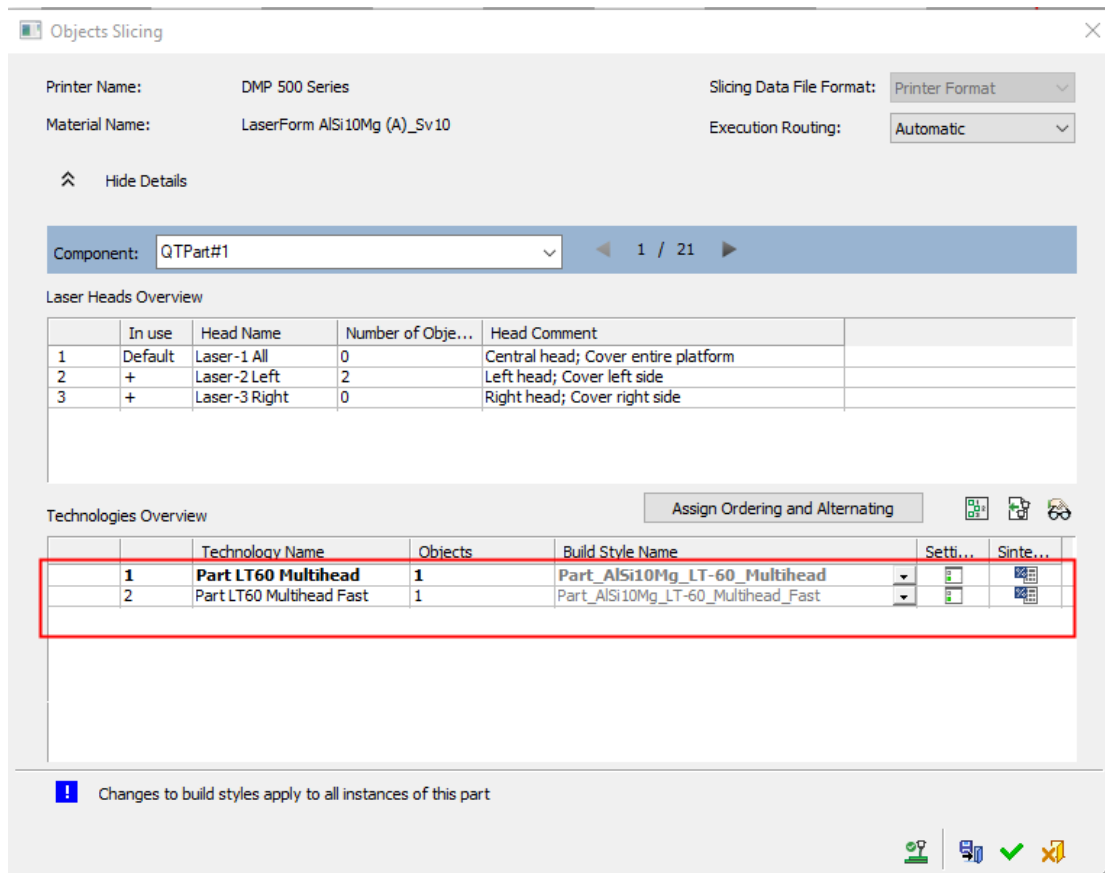 Objects Slicing
Printer Name: DMP 500 Series Slicing Data File Format: Printer Format
Material Name: LaserForm AlSi10Mg (A)_Sv10 Execution Routing: Automatic
Hide Details
Component: QTPart#1 1 / 21
Laser Heads Overview
In use Head Name Number of Obje... Head Comment
1 Default Laser-1 All 0 Central head; Cover entire platform
2 + Laser-2 Left 2 Left head; Cover left side
3 + Laser-3 Right 0 Right head; Cover right side
Technologies Overview Assign Ordering and Alternating
Technology Name Objects Build Style Name Setti... Sinte...
1 Part LT60 Multihead 1 Part_AlSi10Mg_LT-60_Multihead
2 Part LT60 Multihead Fast 1 Part_AlSi10Mg_LT-60_Multihead_Fast
! Changes to build styles apply to all instances of this part